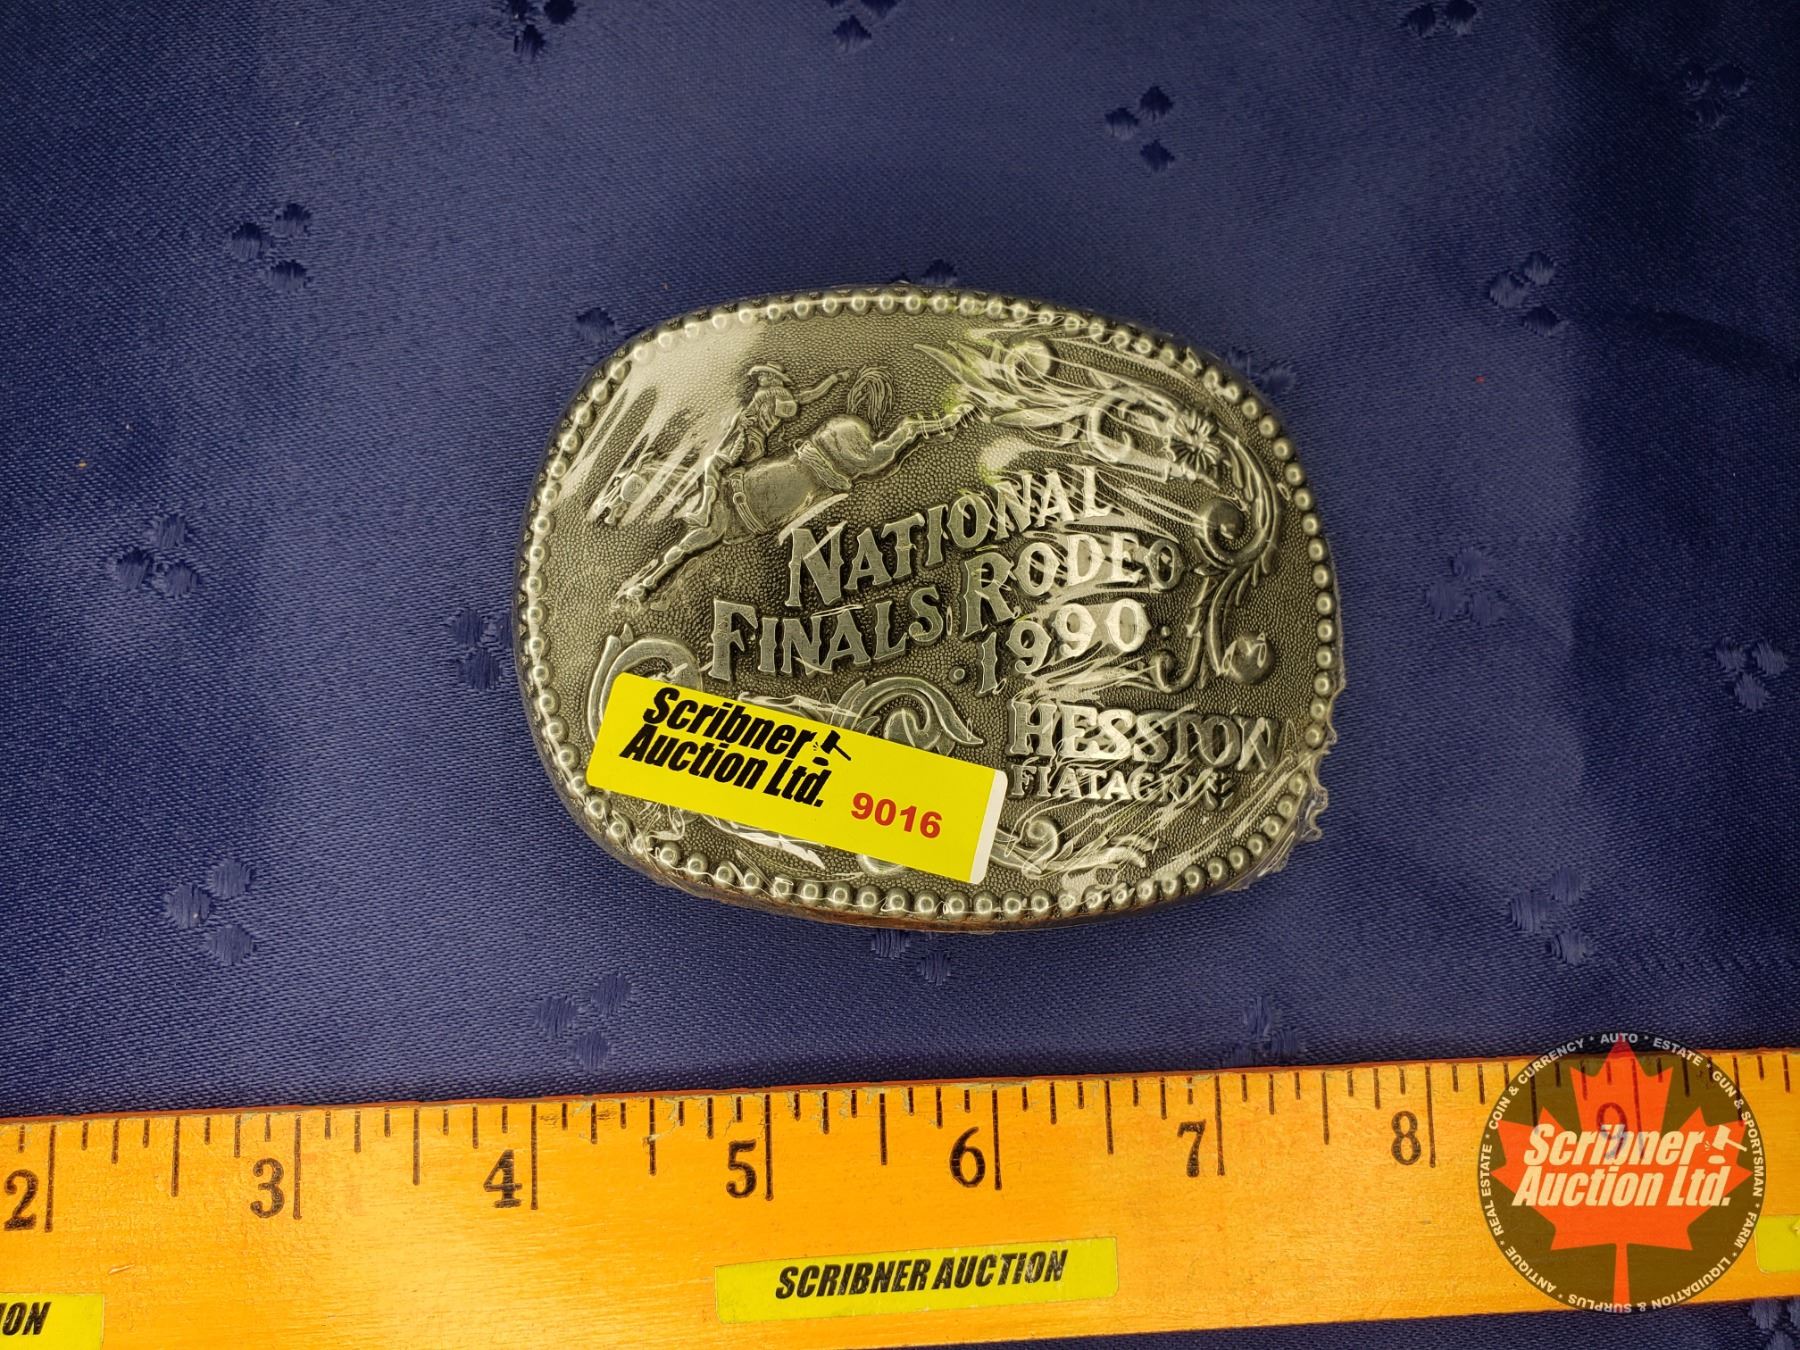 NATIONAL
FINALS RODEO
·1990·
HESSTON
FIATAGRI
Scribner
Auction Ltd.
9016
2 3 4 5 6 7 8 9
ION
SCRIBNER AUCTION
COIN & CURRENCY * AUTO * ESTATE * GUN & SPORTSMAN * FARM * LIQUIDATION & SURPLUS * ANTIQUE * REAL ESTATE *
Scribner
Auction Ltd.